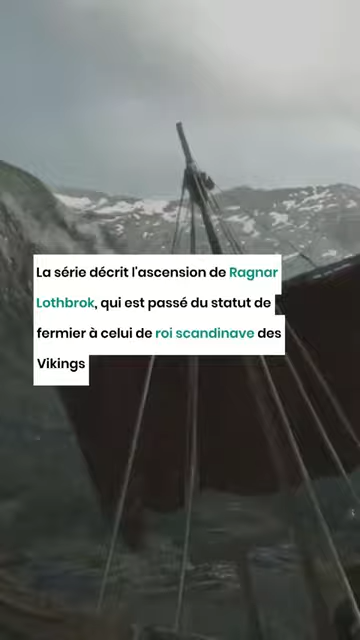 La série décrit l'ascension de Ragnar
Lothbrok, qui est passé du statut de
fermier à celui de roi scandinave des
Vikings